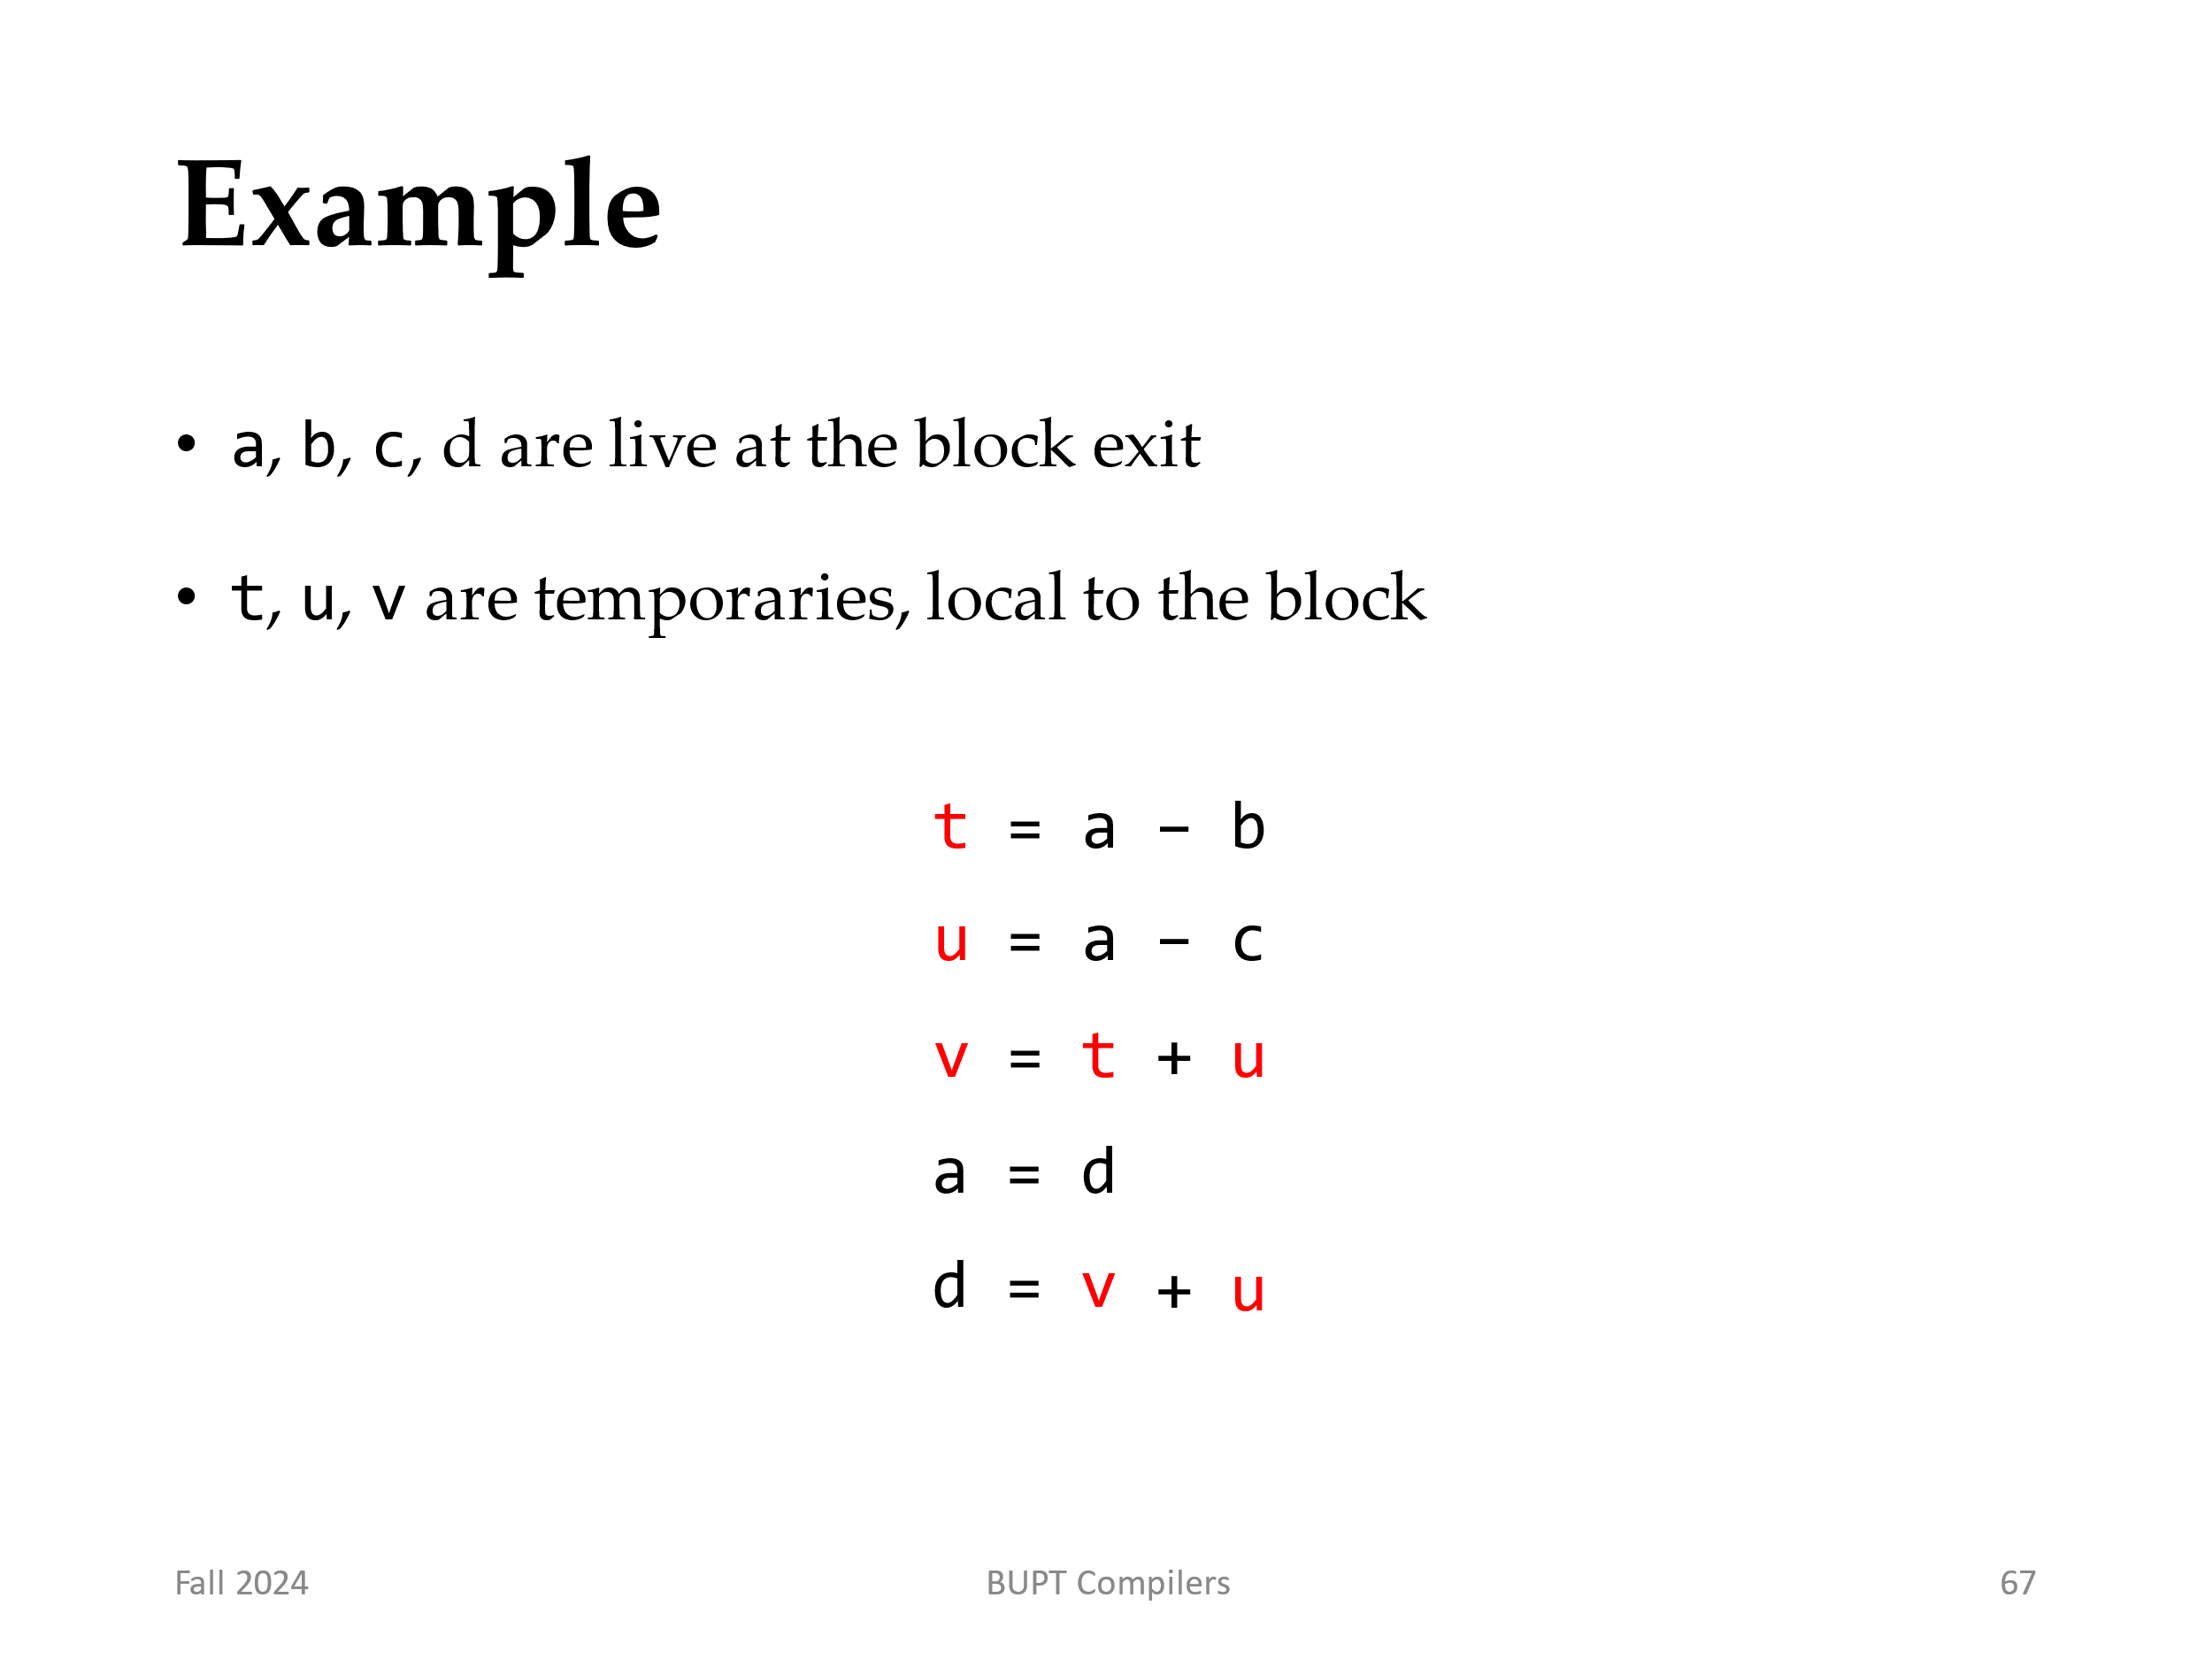 Example
• a, b, c, d are live at the block exit
• t, u, v are temporaries, local to the block
t = a - b
u = a - c
v = t + u
a = d
d = v + u
Fall 2024
BUPT Compilers
67